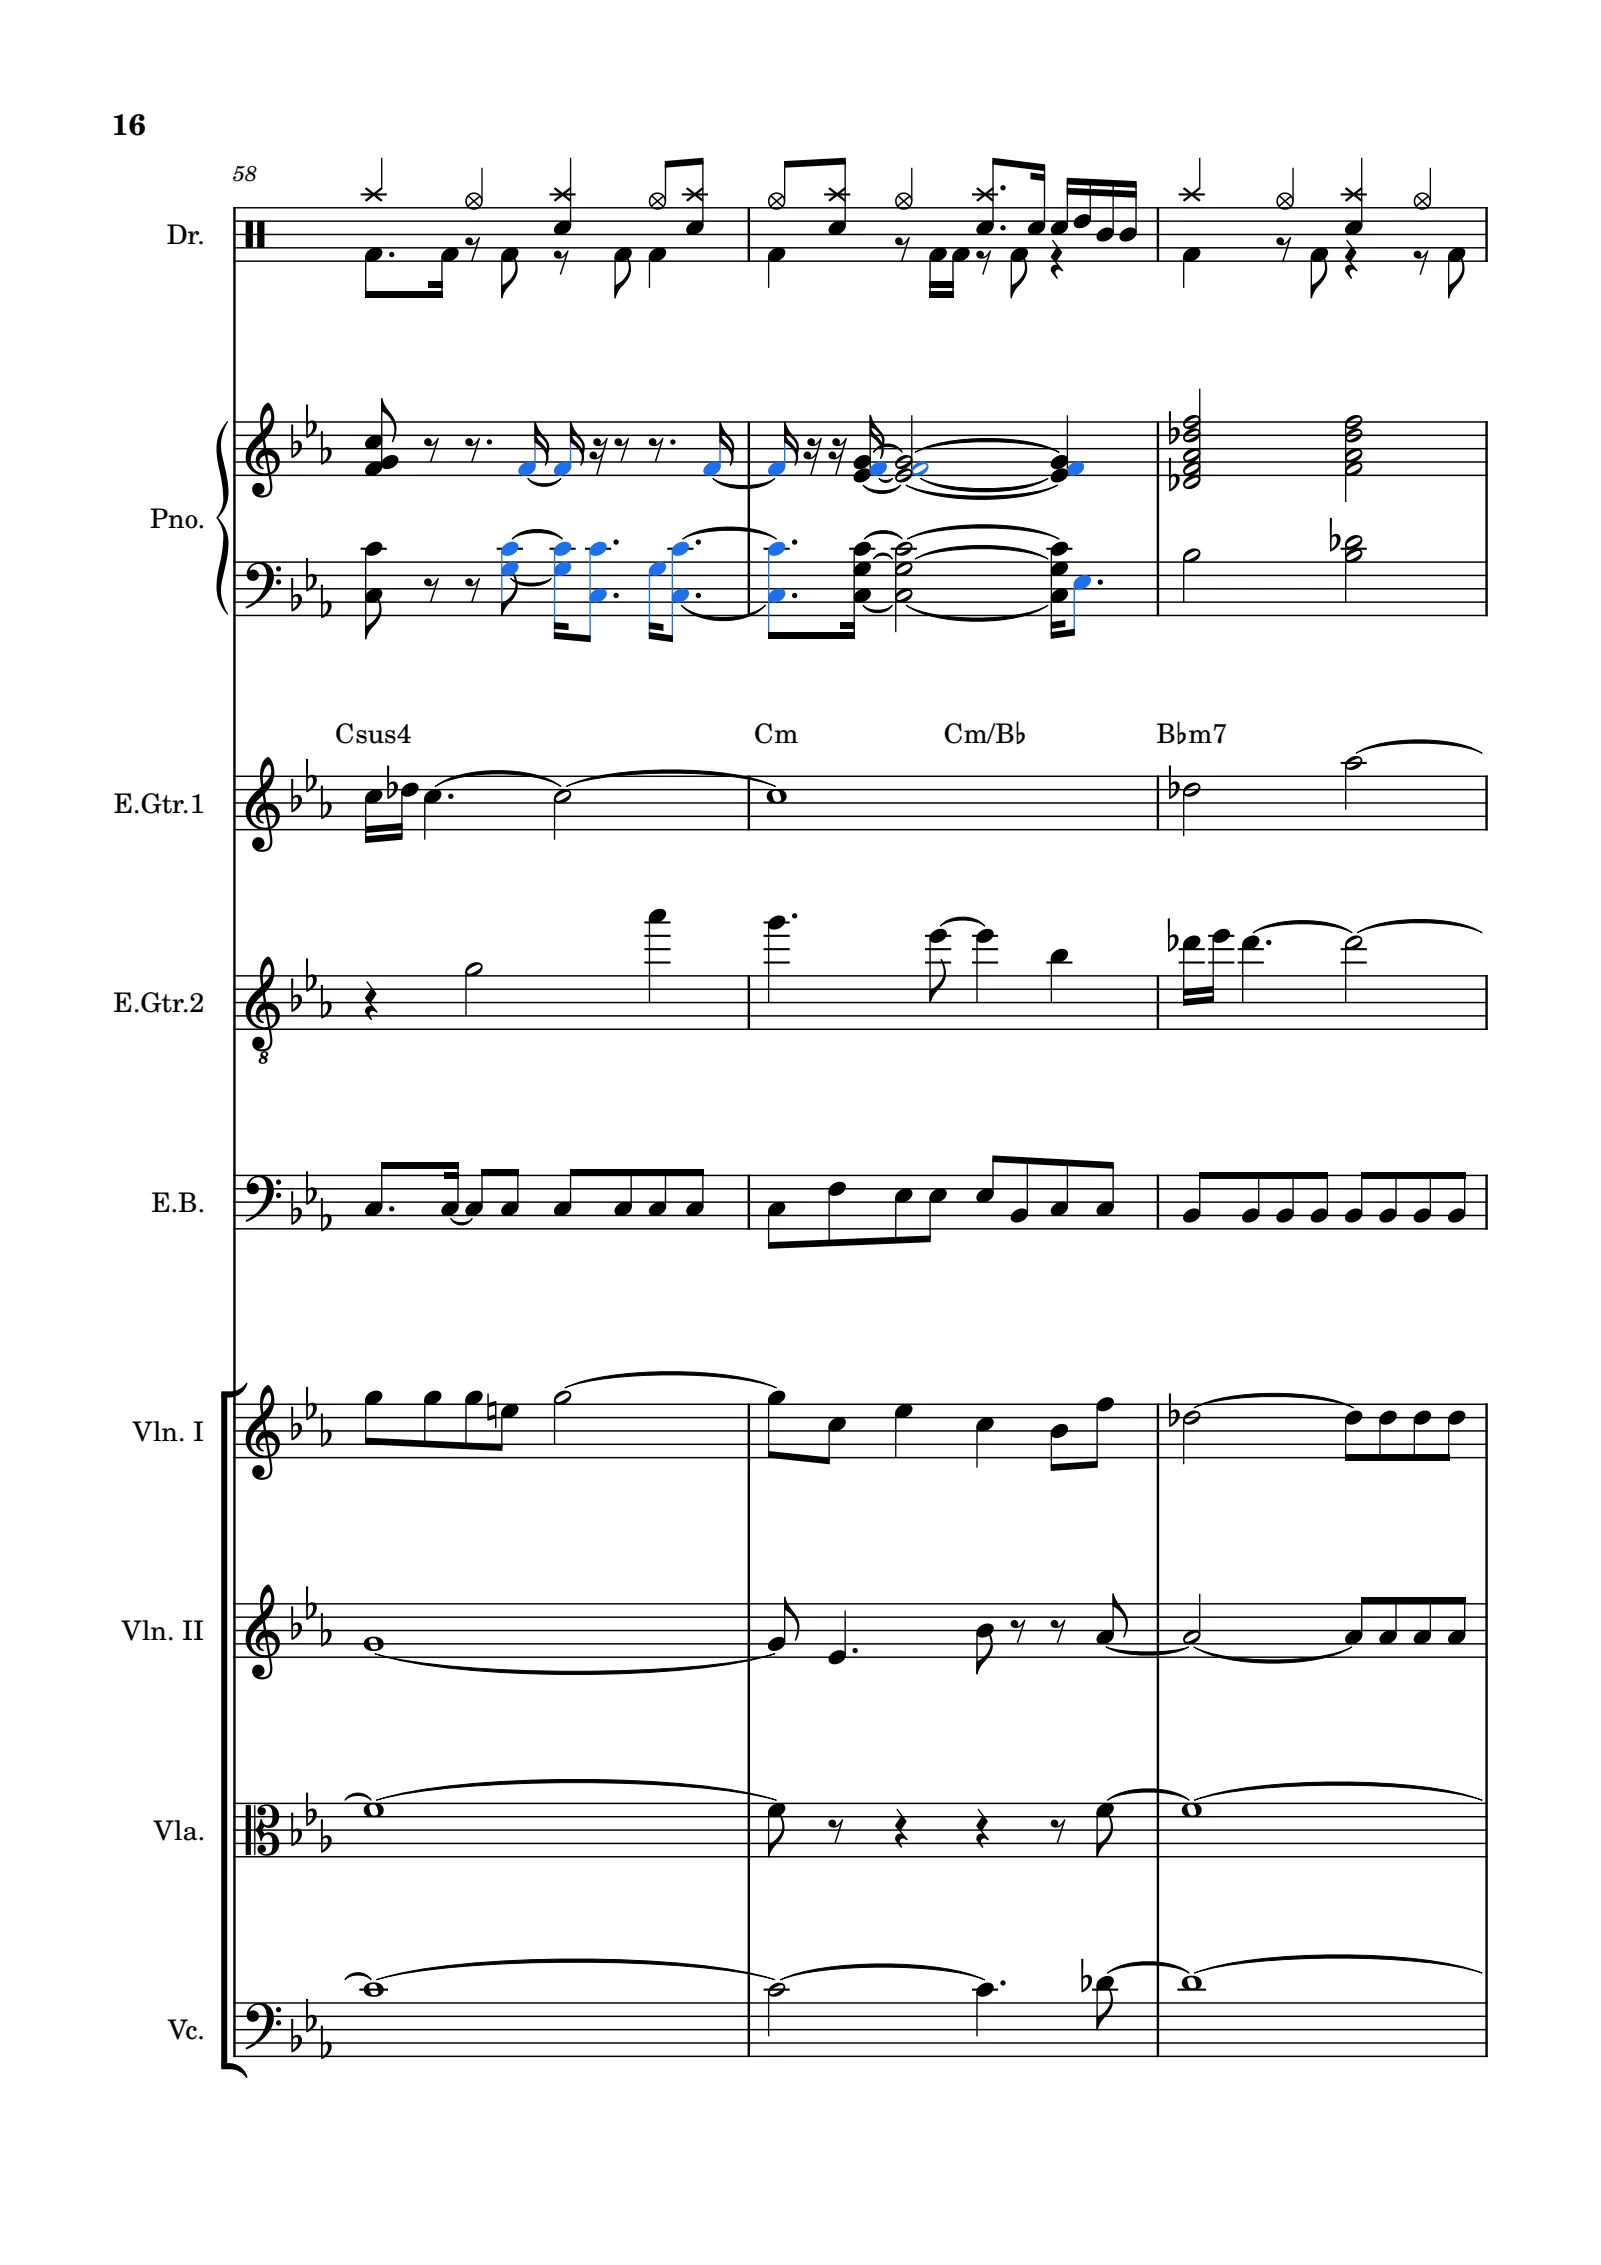 16
58
Dr.
Pno.
Csus4 Cm Cm/B♭ B♭m7
E.Gtr.1
E.Gtr.2
8
E.B.
Vln. I
Vln. II
Vla.
Vc.